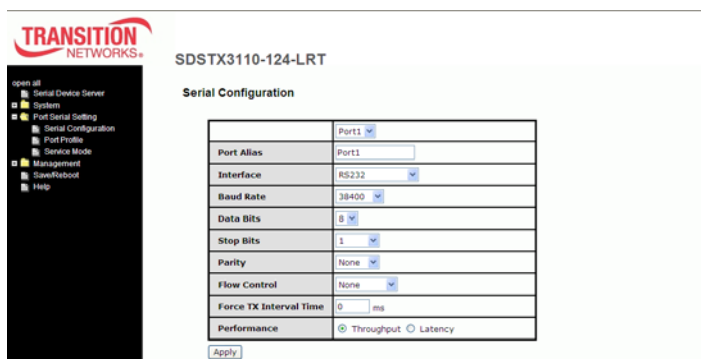 TRANSITION
NETWORKS®
SDSTX3110-124-LRT
open all
Serial Device Server
System
Port Serial Setting
Serial Configuration
Port Profile
Service Mode
Management
Save/Reboot
Help
Serial Configuration
Port1
Port Alias Port1
Interface RS232
Baud Rate 38400
Data Bits 8
Stop Bits 1
Parity None
Flow Control None
Force TX Interval Time 0 ms
Performance Throughput Latency
Apply